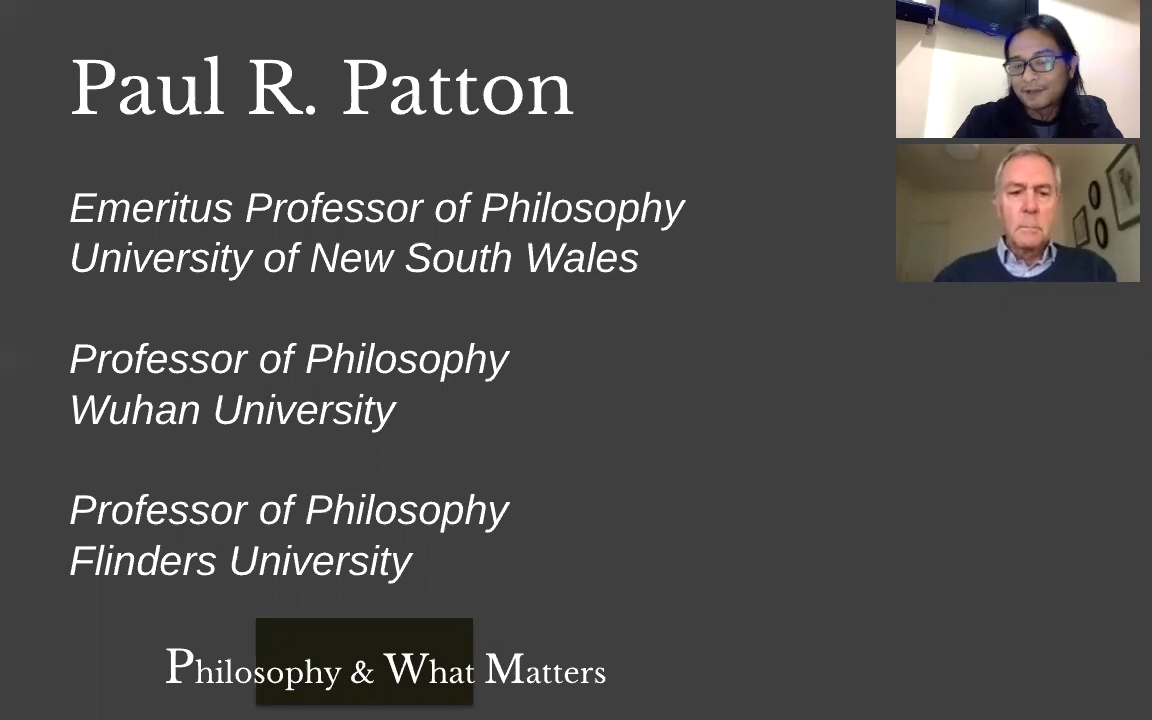 Paul R. Patton
Emeritus Professor of Philosophy
University of New South Wales
Professor of Philosophy
Wuhan University
Professor of Philosophy
Flinders University
Philosophy & What Matters